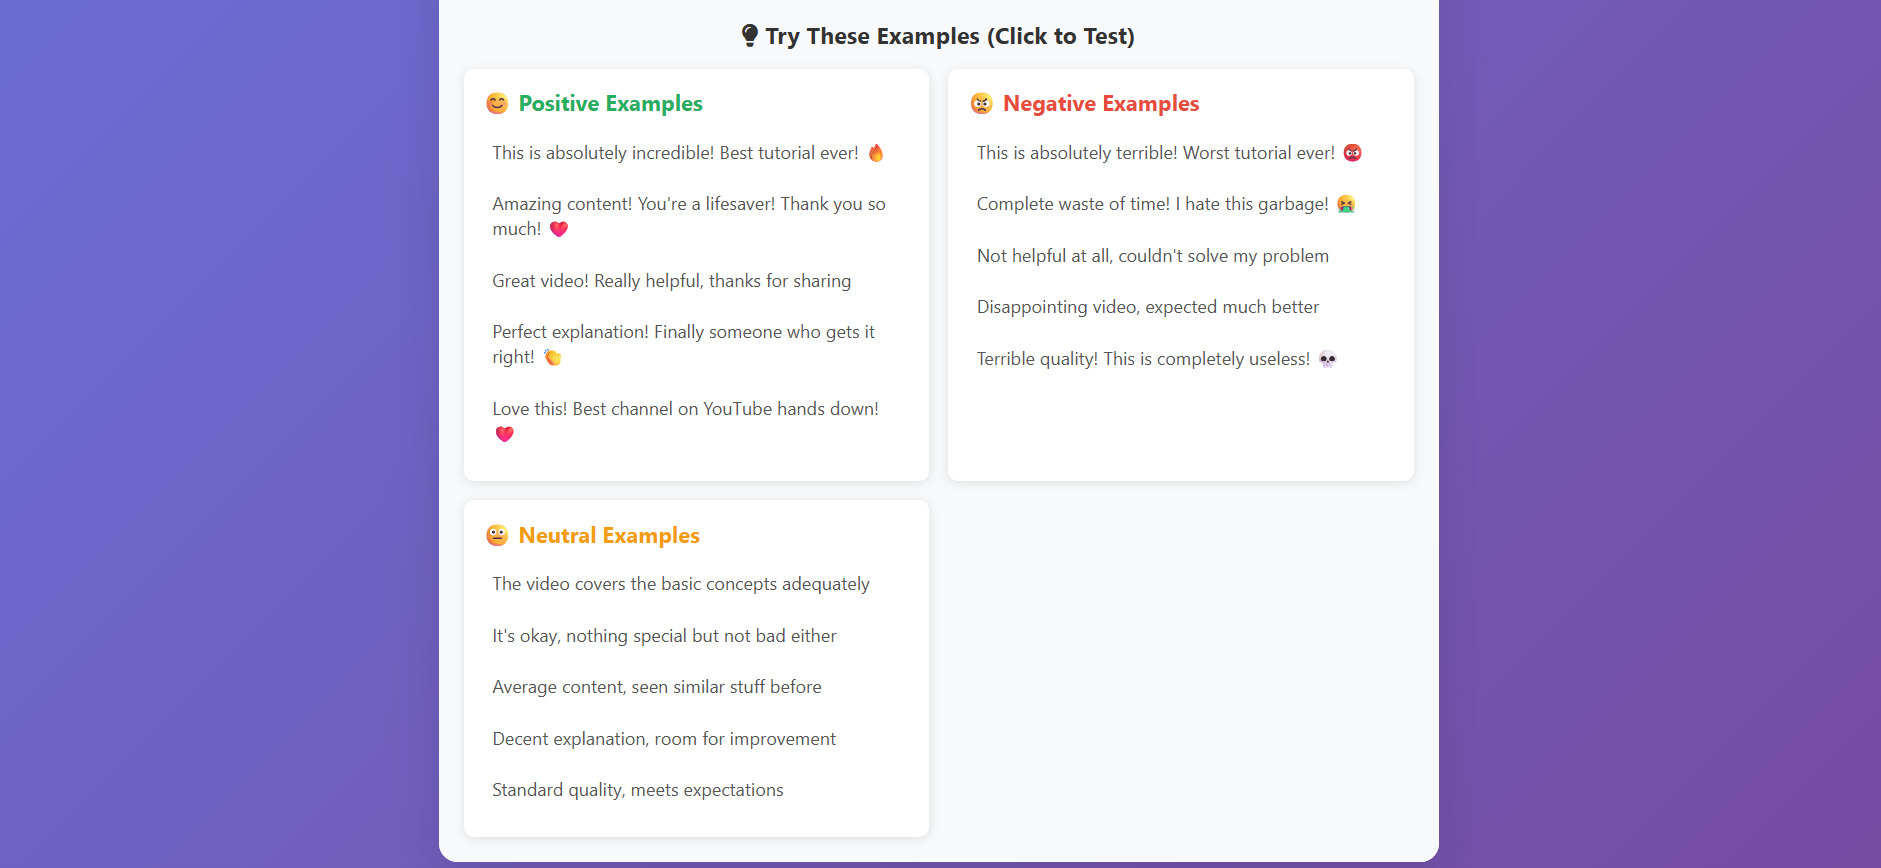 Try These Examples (Click to Test)
😊 Positive Examples
This is absolutely incredible! Best tutorial ever! 🔥
Amazing content! You're a lifesaver! Thank you so
much! ❤️
Great video! Really helpful, thanks for sharing
Perfect explanation! Finally someone who gets it
right! 👏
Love this! Best channel on YouTube hands down!
❤️
😠 Negative Examples
This is absolutely terrible! Worst tutorial ever! 😡
Complete waste of time! I hate this garbage! 🤮
Not helpful at all, couldn't solve my problem
Disappointing video, expected much better
Terrible quality! This is completely useless! 💀
😐 Neutral Examples
The video covers the basic concepts adequately
It's okay, nothing special but not bad either
Average content, seen similar stuff before
Decent explanation, room for improvement
Standard quality, meets expectations